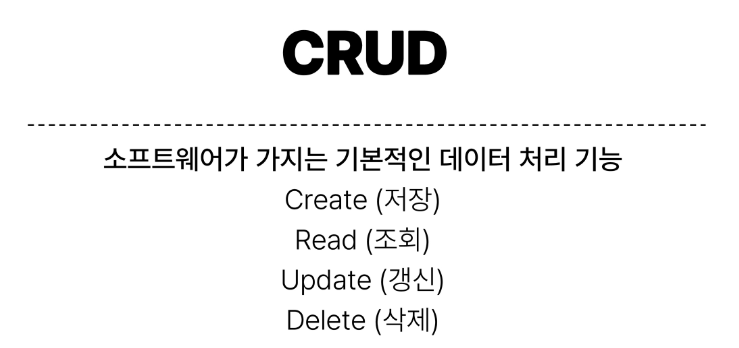 CRUD
소프트웨어가 가지는 기본적인 데이터 처리 기능
Create (저장)
Read (조회)
Update (갱신)
Delete (삭제)